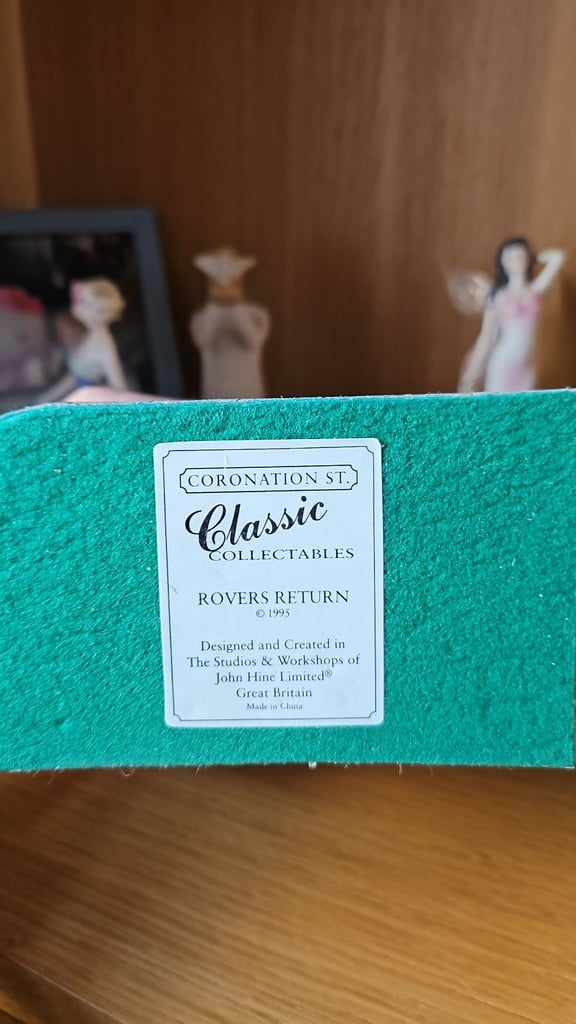 CORONATION ST.
Classic
COLLECTABLES
ROVERS RETURN
© 1995
Designed and Created in
The Studios & Workshops of
John Hine Limited®
Great Britain
Made in China